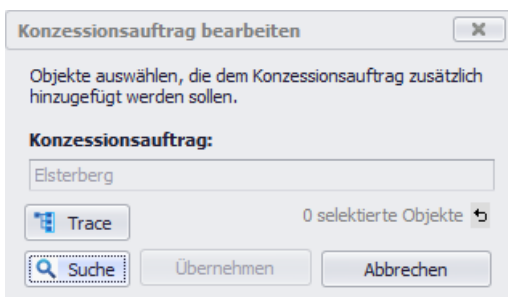 Konzessionsauftrag bearbeiten
Objekte auswählen, die dem Konzessionsauftrag zusätzlich
hinzugefügt werden sollen.
Konzessionsauftrag:
Elsterberg
Trace
0 selektierte Objekte
Suche
Übernehmen
Abbrechen